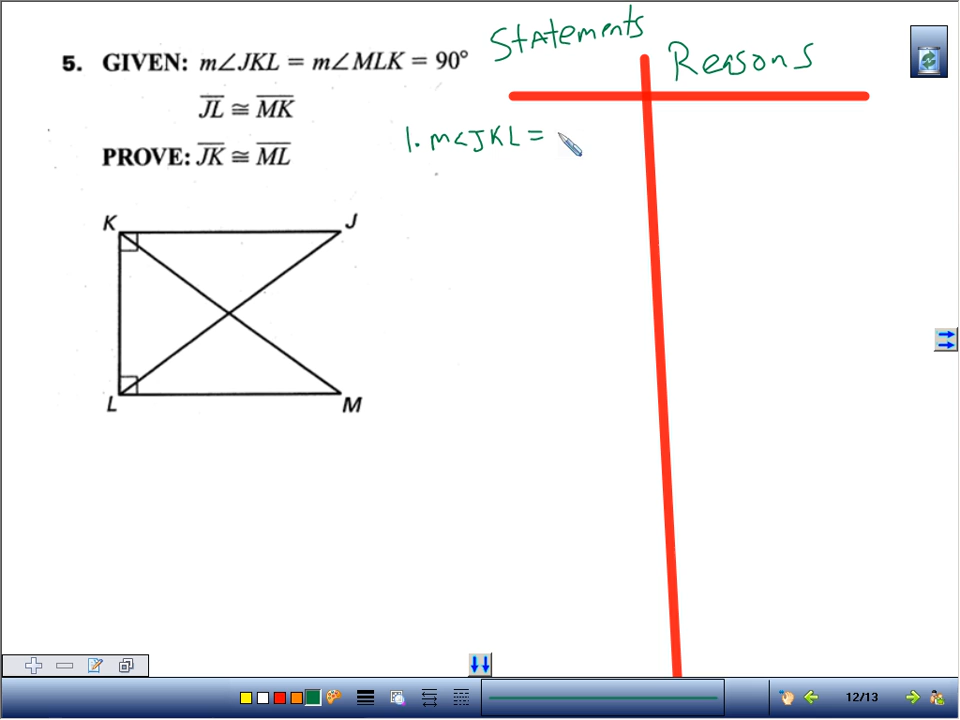 5. GIVEN: m∠JKL = m∠MLK = 90°
JL ≅ MK
PROVE: JK ≅ ML
K
J
L
M
Statements
Reasons
1. m∠JKL =
12/13